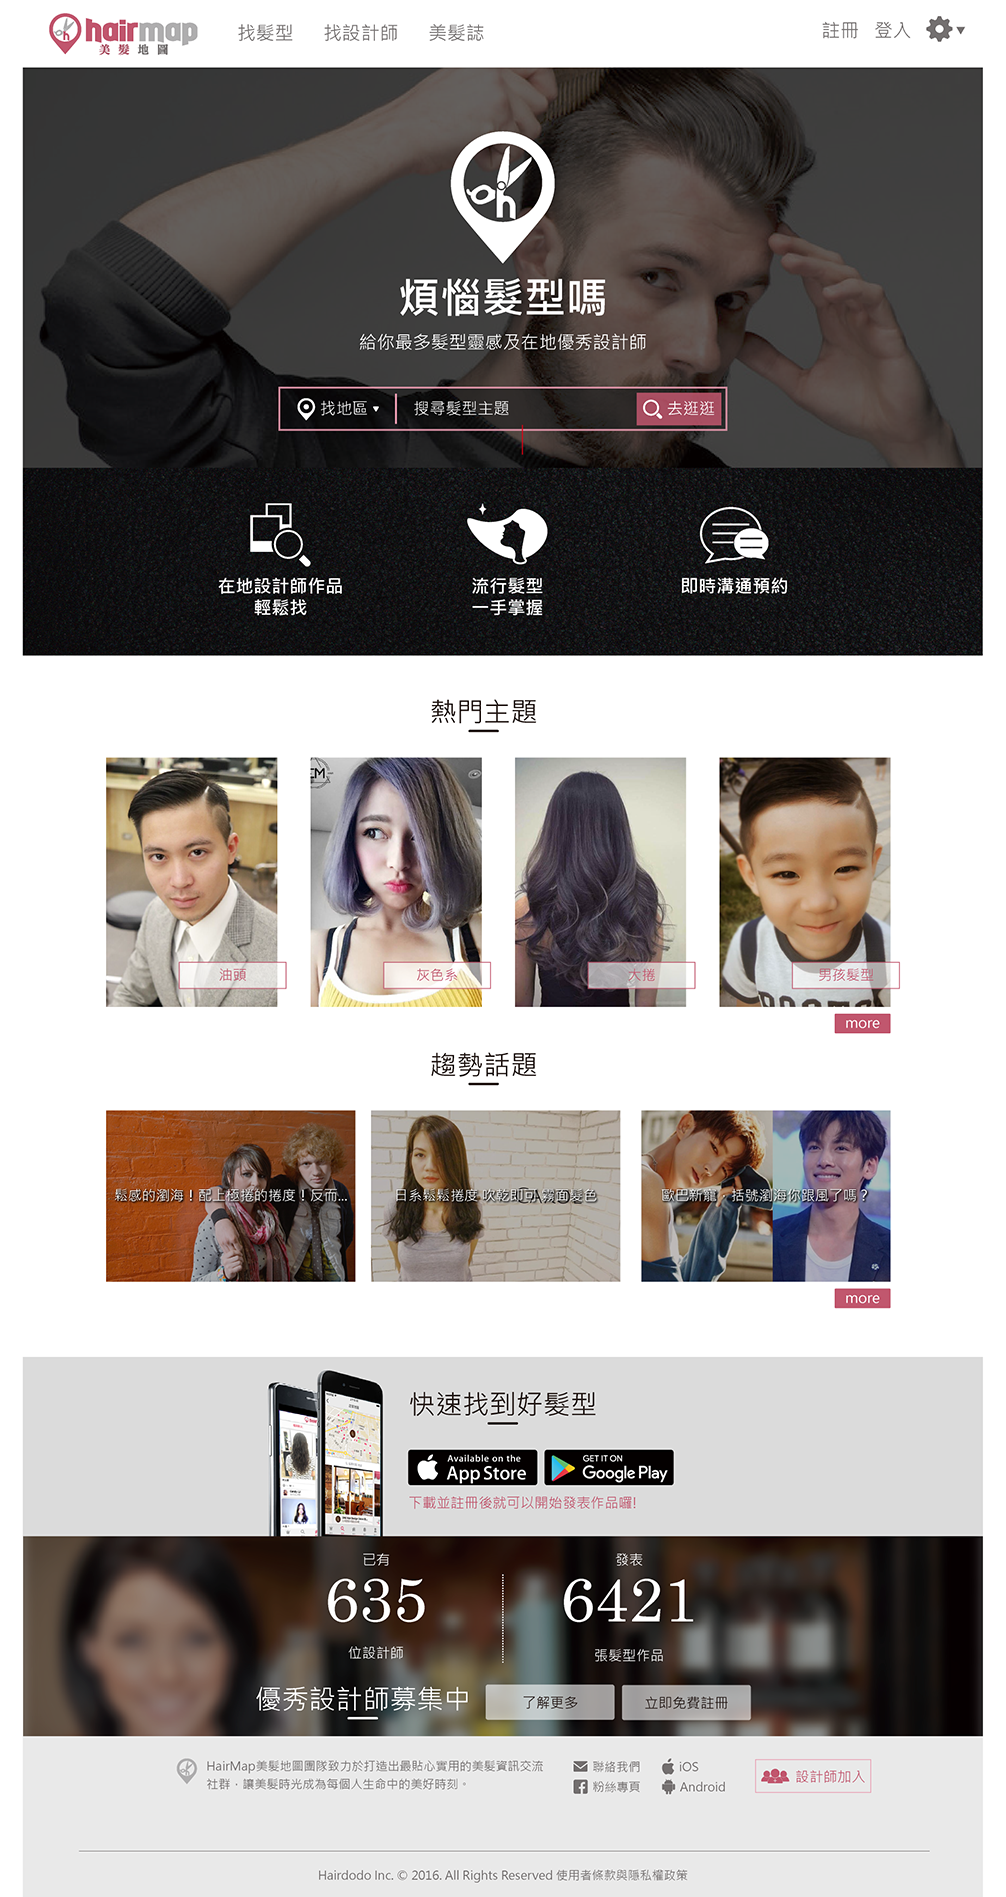 hairmap
美髮地圖
找髮型 找設計師 美髮誌
註冊 登入
煩惱髮型嗎
給你最多髮型靈感及在地優秀設計師
找地區 搜尋髮型主題 去逛逛
在地設計師作品
輕鬆找
流行髮型
一手掌握
即時溝通預約
熱門主題
油頭 灰色系 大捲 男孩髮型
more
趨勢話題
鬆感的瀏海！配上極捲的捲度！反而...
日系鬆鬆捲度 吹乾即可 霧面髮色
歐巴新寵，括號瀏海你跟風了嗎？
more
快速找到好髮型
Available on the
App Store
GET IT ON
Google Play
下載並註冊後就可以開始發表作品囉!
已有
635
位設計師
發表
6421
張髮型作品
優秀設計師募集中 了解更多 立即免費註冊
HairMap美髮地圖團隊致力於打造出最貼心實用的美髮資訊交流
社群，讓美髮時光成為每個人生命中的美好時刻。
聯絡我們 iOS
粉絲專頁 Android
設計師加入
Hairdodo Inc. © 2016. All Rights Reserved 使用者條款與隱私權政策